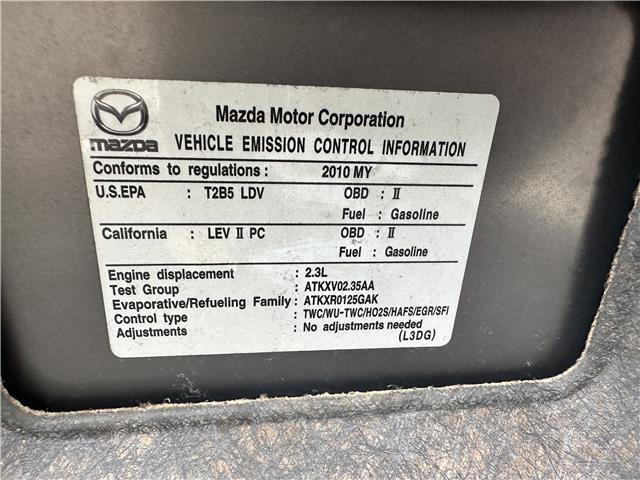 Mazda Motor Corporation
mazda VEHICLE EMISSION CONTROL INFORMATION
Conforms to regulations : 2010 MY
U.S.EPA : T2B5 LDV OBD : II
Fuel : Gasoline
California : LEV II PC OBD : II
Fuel : Gasoline
Engine displacement : 2.3L
Test Group : ATKXV02.35AA
Evaporative/Refueling Family : ATKXR0125GAK
Control type : TWC/WU-TWC/HO2S/HAFS/EGR/SFI
Adjustments : No adjustments needed
(L3DG)